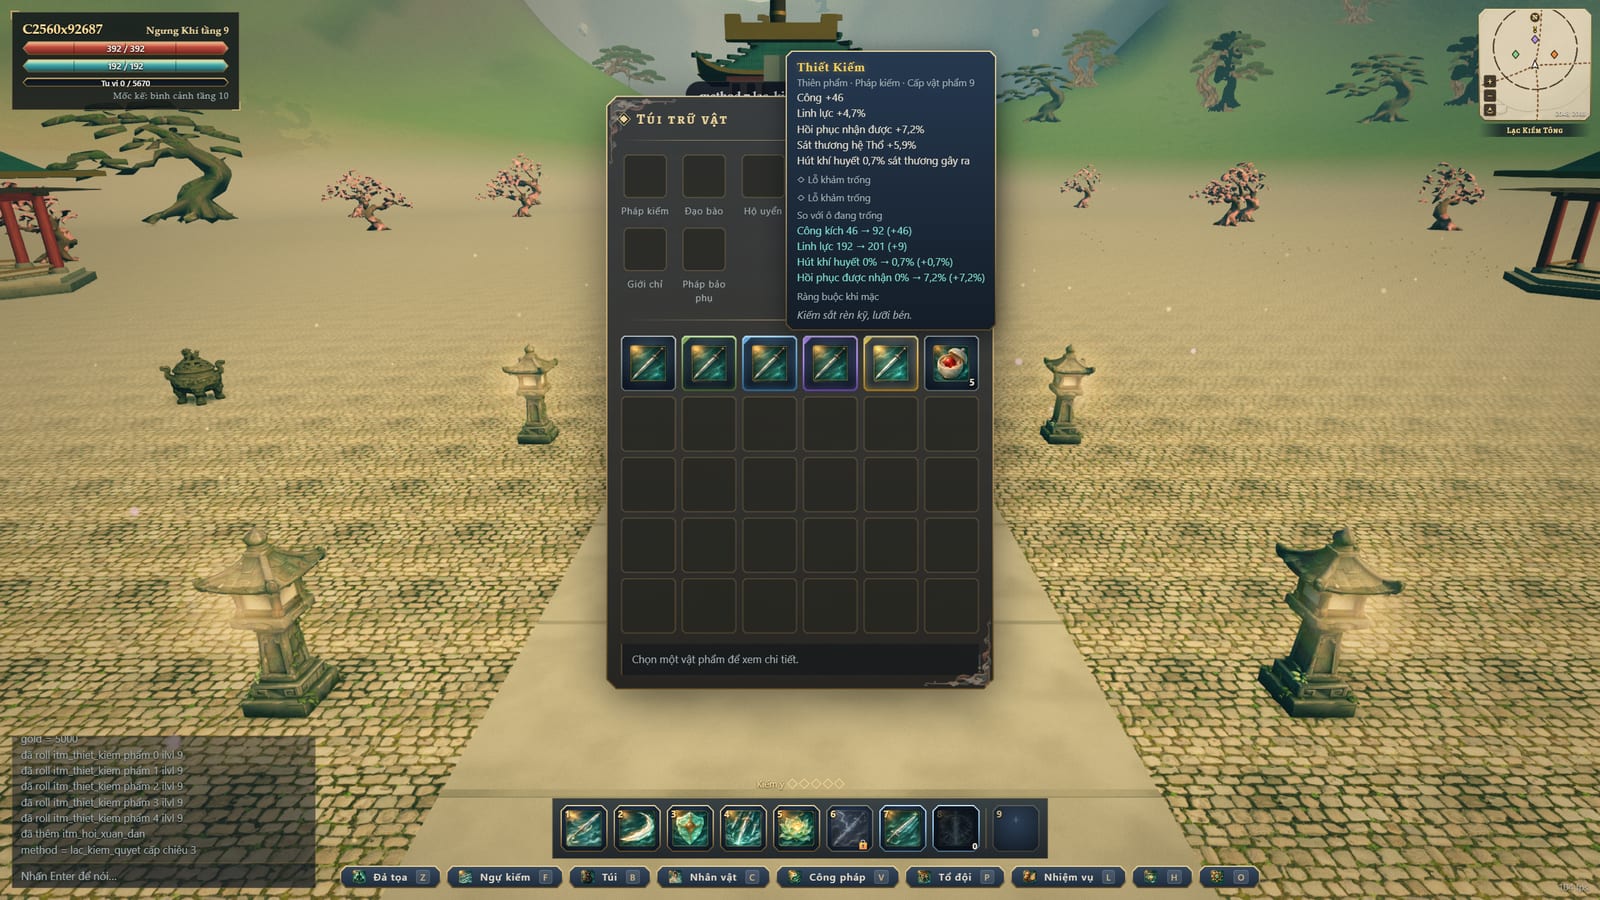 C2560x92687
Ngưng Khí tầng 9
392 / 392
192 / 192
Tu vi 0 / 5670
Mốc kế: bình cảnh tầng 10
N
LẠC KIẾM TÔNG
TÚI TRỮ VẬT
Pháp kiếm
Đạo bào
Hộ uyển
Giới chỉ
Pháp bảo phụ
Thiết Kiếm
Thiên phẩm · Pháp kiếm · Cấp vật phẩm 9
Công +46
Linh lực +4,7%
Hồi phục nhận được +7,2%
Sát thương hệ Thổ +5,9%
Hút khí huyết 0,7% sát thương gây ra
◇ Lỗ khảm trống
◇ Lỗ khảm trống
So với ô đang trống
Công kích 46 → 92 (+46)
Linh lực 192 → 201 (+9)
Hút khí huyết 0% → 0,7% (+0,7%)
Hồi phục được nhận 0% → 7,2% (+7,2%)
Ràng buộc khi mặc
Kiếm sắt rèn kỹ, lưỡi bén.
5
Chọn một vật phẩm để xem chi tiết.
gold = 5000
đã roll itm_thiet_kiem phẩm 0 ilvl 9
đã roll itm_thiet_kiem phẩm 1 ilvl 9
đã roll itm_thiet_kiem phẩm 2 ilvl 9
đã roll itm_thiet_kiem phẩm 3 ilvl 9
đã roll itm_thiet_kiem phẩm 4 ilvl 9
đã thêm itm_hoi_xuan_dan
method = lac_kiem_quyet cấp chiêu 3
Nhấn Enter để nói...
Kiếm ý
1
2
3
4
5
6
7
8
0
9
Đả tọa Z
Ngự kiếm F
Túi B
Nhân vật C
Công pháp V
Tổ đội P
Nhiệm vụ L
H
O